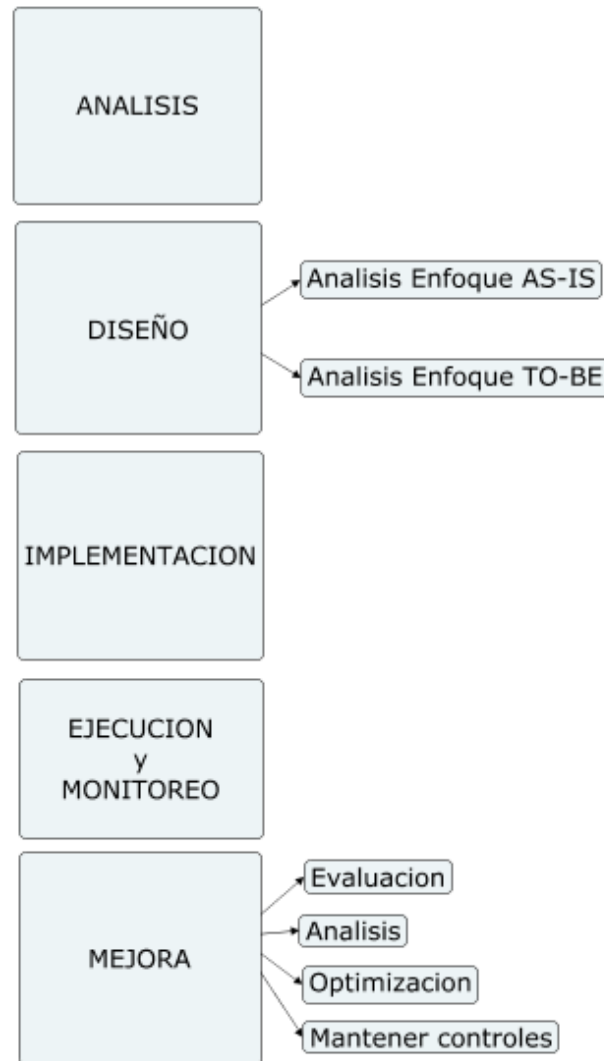 ANALISIS
DISEÑO
Analisis Enfoque AS-IS
Analisis Enfoque TO-BE
IMPLEMENTACION
EJECUCION
y
MONITOREO
MEJORA
Evaluacion
Analisis
Optimizacion
Mantener controles